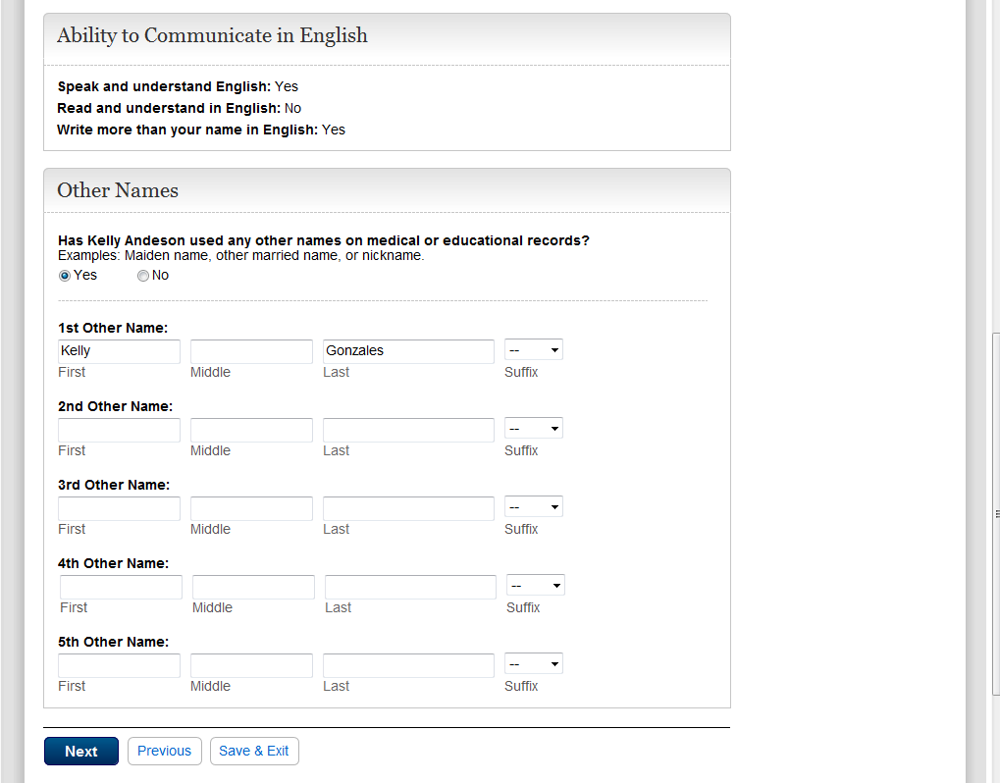 Ability to Communicate in English
Speak and understand English: Yes
Read and understand in English: No
Write more than your name in English: Yes
Other Names
Has Kelly Andeson used any other names on medical or educational records?
Examples: Maiden name, other married name, or nickname.
Yes No
1st Other Name:
Kelly Gonzales --
First Middle Last Suffix
2nd Other Name:
--
First Middle Last Suffix
3rd Other Name:
--
First Middle Last Suffix
4th Other Name:
--
First Middle Last Suffix
5th Other Name:
--
First Middle Last Suffix
Next Previous Save & Exit